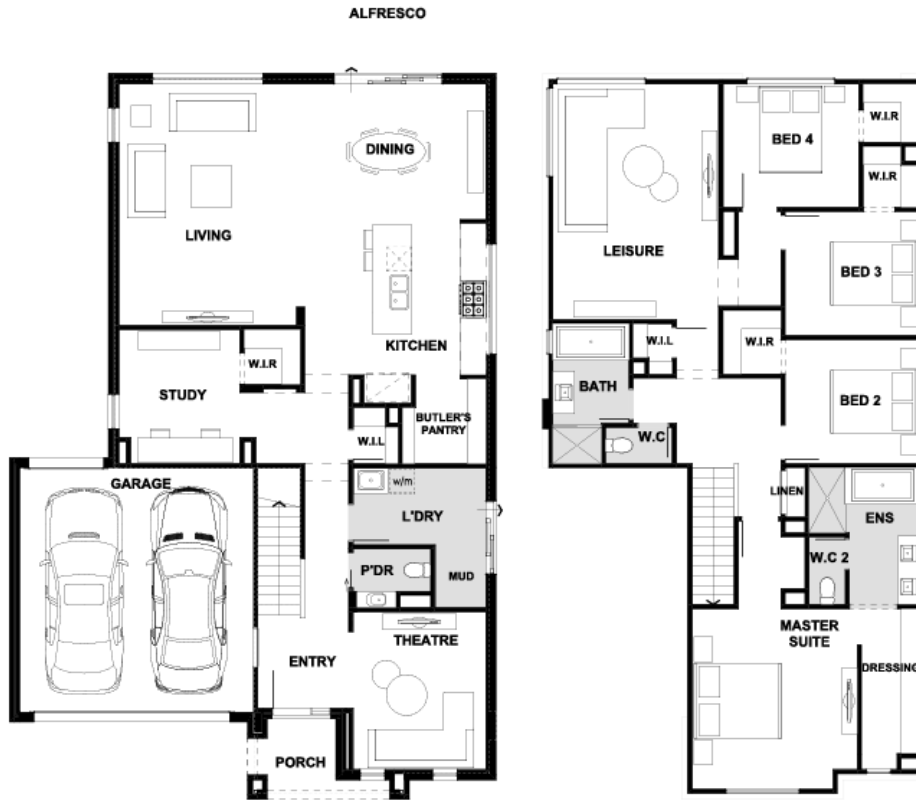 ALFRESCO
DINING
LIVING
KITCHEN
W.I.R
STUDY
BUTLER'S
PANTRY
W.I.L
GARAGE
w/m
L'DRY
P'DR
MUD
THEATRE
ENTRY
PORCH
W.I.R
BED 4
W.I.R
LEISURE
BED 3
W.I.L
W.I.R
BATH
BED 2
W.C
LINEN
ENS
W.C 2
MASTER
SUITE
DRESSING